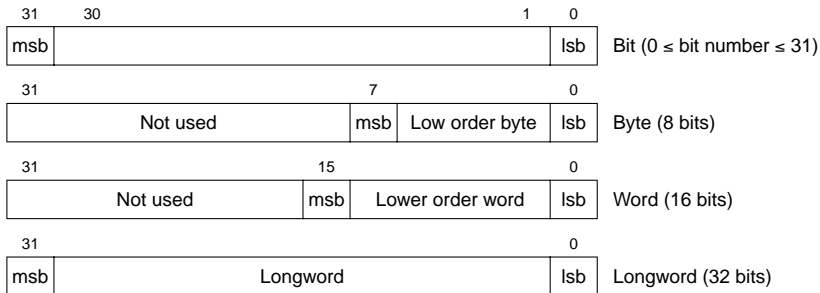 31 30 1 0
msb lsb Bit (0 ≤ bit number ≤ 31)
31 7 0
Not used msb Low order byte lsb Byte (8 bits)
31 15 0
Not used msb Lower order word lsb Word (16 bits)
31 0
msb Longword lsb Longword (32 bits)